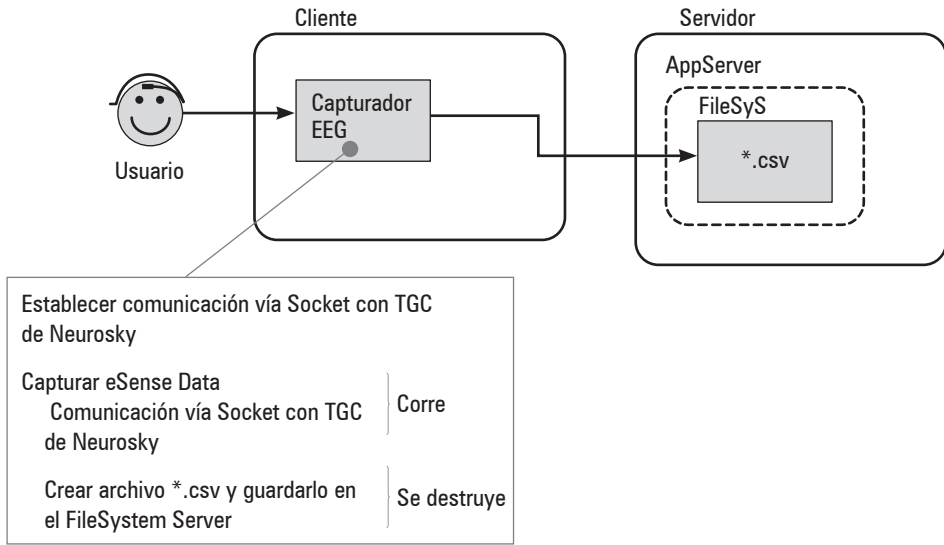 Cliente
Servidor
AppServer
FileSyS
Capturador
EEG
*.csv
Usuario
Establecer comunicación vía Socket con TGC
de Neurosky
Capturar eSense Data
Comunicación vía Socket con TGC
de Neurosky
Corre
Crear archivo *.csv y guardarlo en
el FileSystem Server
Se destruye